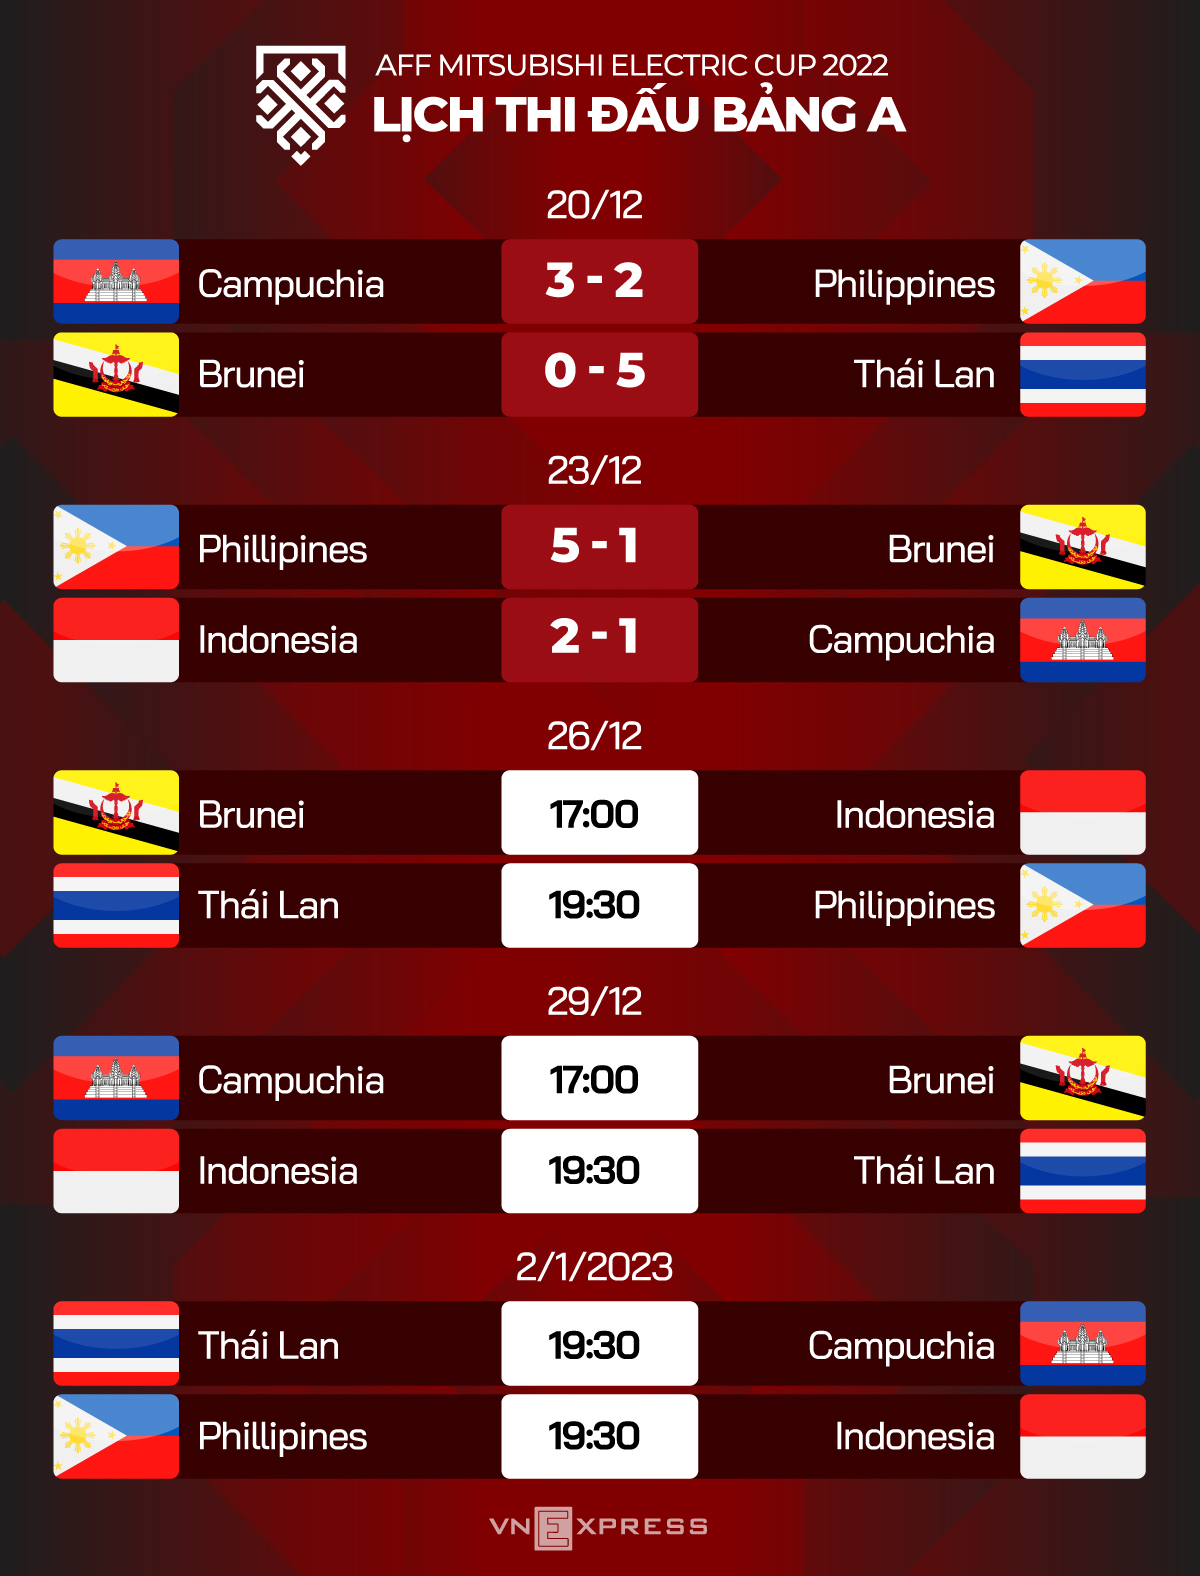 AFF MITSUBISHI ELECTRIC CUP 2022
LỊCH THI ĐẤU BẢNG A
20/12
Campuchia 3 - 2 Philippines
Brunei 0 - 5 Thái Lan
23/12
Phillipines 5 - 1 Brunei
Indonesia 2 - 1 Campuchia
26/12
Brunei 17:00 Indonesia
Thái Lan 19:30 Philippines
29/12
Campuchia 17:00 Brunei
Indonesia 19:30 Thái Lan
2/1/2023
Thái Lan 19:30 Campuchia
Phillipines 19:30 Indonesia
VNEXPRESS